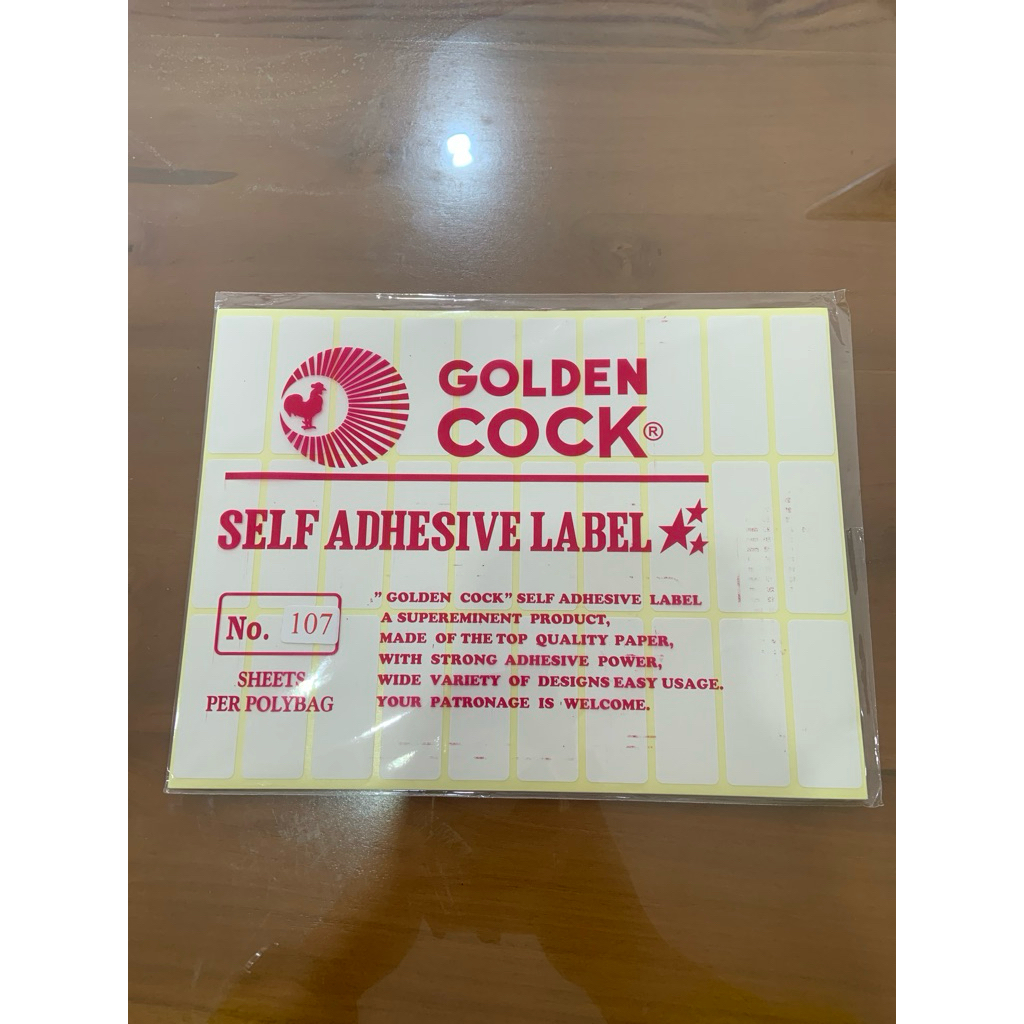 GOLDEN
COCK®
SELF ADHESIVE LABEL
No. 107
SHEETS
PER POLYBAG
" GOLDEN COCK" SELF ADHESIVE LABEL
A SUPEREMINENT PRODUCT,
MADE OF THE TOP QUALITY PAPER,
WITH STRONG ADHESIVE POWER,
WIDE VARIETY OF DESIGNS EASY USAGE.
YOUR PATRONAGE IS WELCOME.